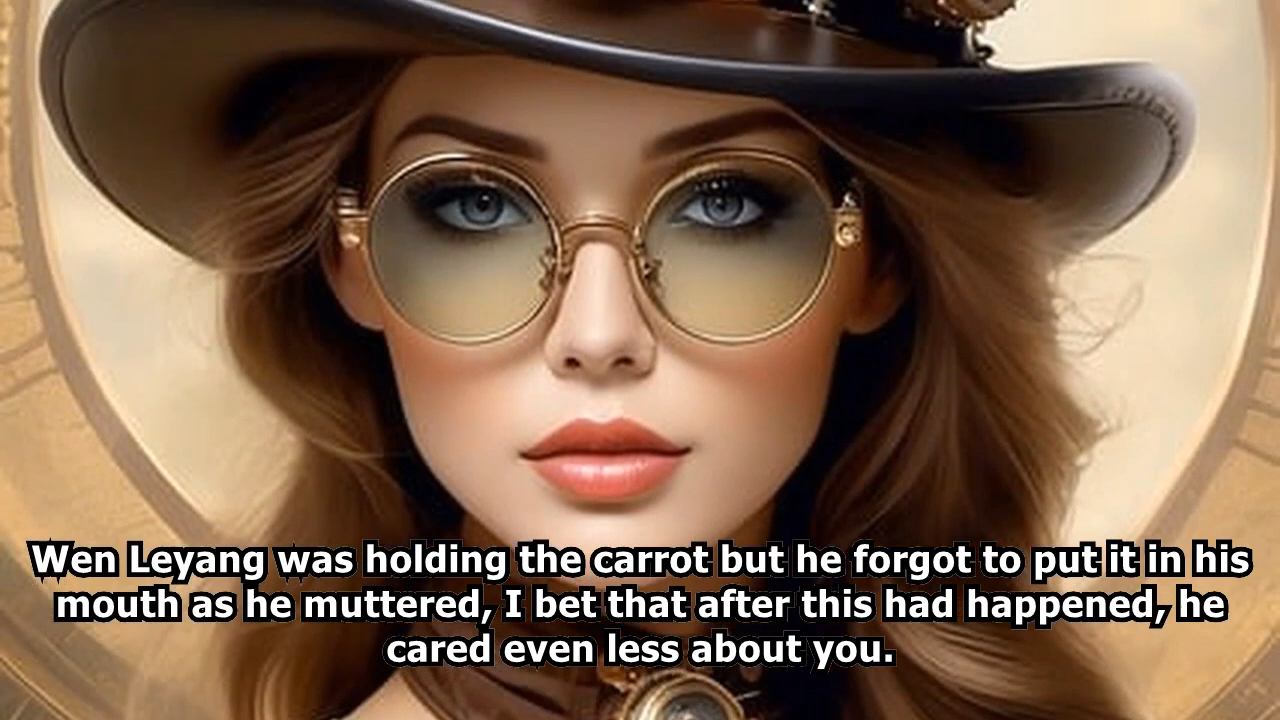 Wen Leyang was holding the carrot but he forgot to put it in his
mouth as he muttered, I bet that after this had happened, he
cared even less about you.